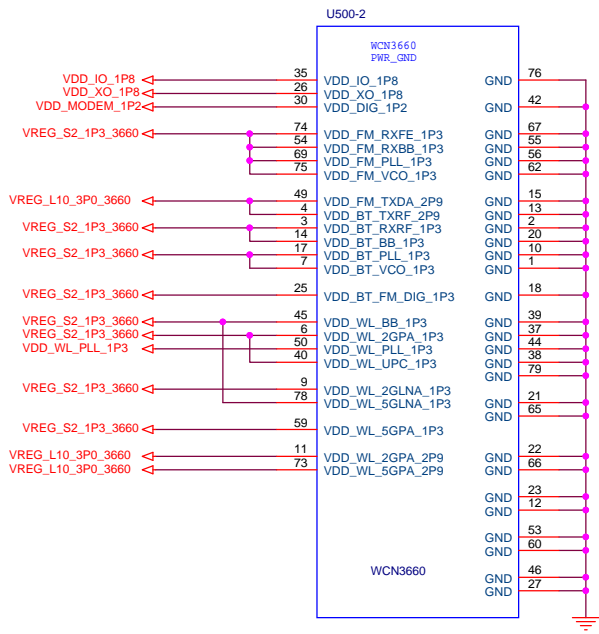 U500-2
WCN3660
PWR_GND
VDD_IO_1P8 35 VDD_IO_1P8 GND 76
VDD_XO_1P8 26 VDD_XO_1P8
VDD_MODEM_1P2 30 VDD_DIG_1P2 GND 42
VREG_S2_1P3_3660 74 VDD_FM_RXFE_1P3 GND 67
54 VDD_FM_RXBB_1P3 GND 55
69 VDD_FM_PLL_1P3 GND 56
75 VDD_FM_VCO_1P3 GND 62
VREG_L10_3P0_3660 49 VDD_FM_TXDA_2P9 GND 15
4 VDD_BT_TXRF_2P9 GND 13
VREG_S2_1P3_3660 3 VDD_BT_RXRF_1P3 GND 2
14 VDD_BT_BB_1P3 GND 20
VREG_S2_1P3_3660 17 VDD_BT_PLL_1P3 GND 10
7 VDD_BT_VCO_1P3 GND 1
VREG_S2_1P3_3660 25 VDD_BT_FM_DIG_1P3 GND 18
VREG_S2_1P3_3660 45 VDD_WL_BB_1P3 GND 39
VREG_S2_1P3_3660 6 VDD_WL_2GPA_1P3 GND 37
VDD_WL_PLL_1P3 50 VDD_WL_PLL_1P3 GND 44
40 VDD_WL_UPC_1P3 GND 38
GND 79
VREG_S2_1P3_3660 9 VDD_WL_2GLNA_1P3
78 VDD_WL_5GLNA_1P3 GND 21
GND 65
VREG_S2_1P3_3660 59 VDD_WL_5GPA_1P3
VREG_L10_3P0_3660 11 VDD_WL_2GPA_2P9 GND 22
VREG_L10_3P0_3660 73 VDD_WL_5GPA_2P9 GND 66
GND 23
GND 12
GND 53
GND 60
WCN3660 GND 46
GND 27